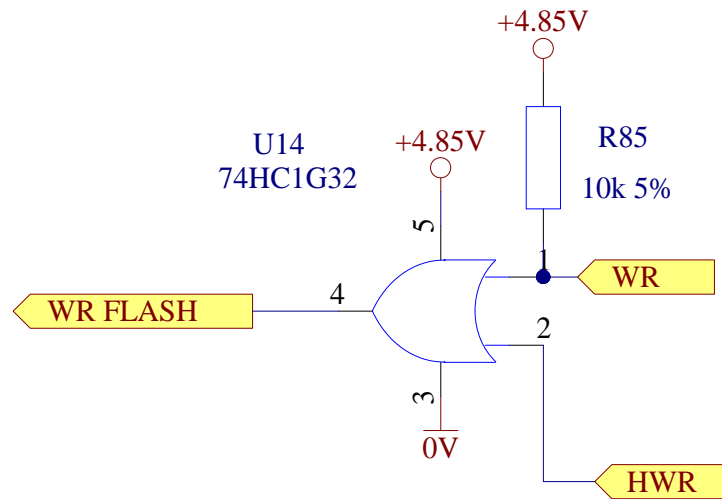 +4.85V
U14
74HC1G32
+4.85V
R85
10k 5%
5
1
WR
4
WR FLASH
2
3
0V
HWR